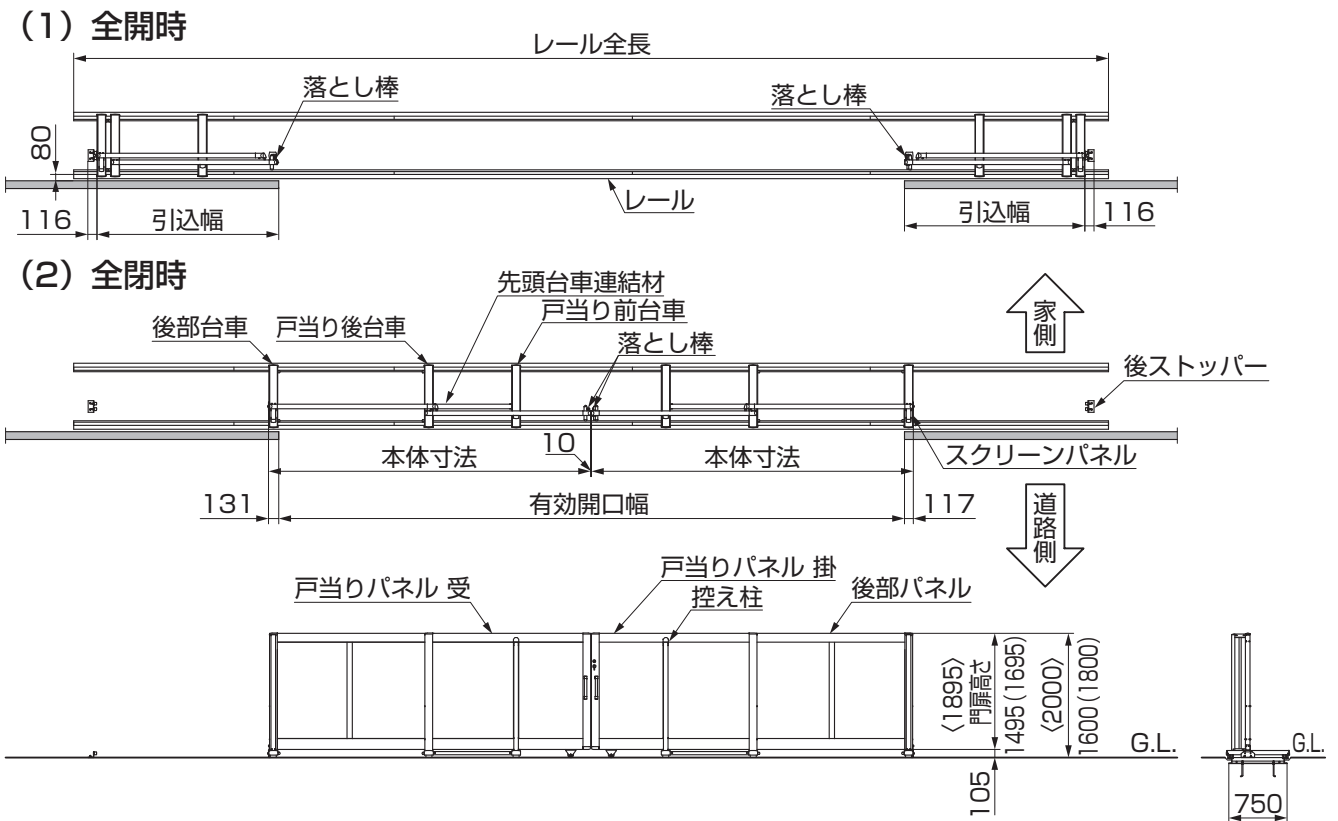 (1) 全開時
レール全長
落とし棒
落とし棒
80
レール
116
引込幅
引込幅
116
(2) 全閉時
先頭台車連結材
戸当り前台車
後部台車
戸当り後台車
落とし棒
家側
後ストッパー
10
本体寸法
本体寸法
スクリーンパネル
131
有効開口幅
117
道路側
戸当りパネル 掛
戸当りパネル 受
控え柱
後部パネル
〈1895〉
門扉高さ
1495(1695)
〈2000〉
1600(1800)
G.L.
G.L.
105
750